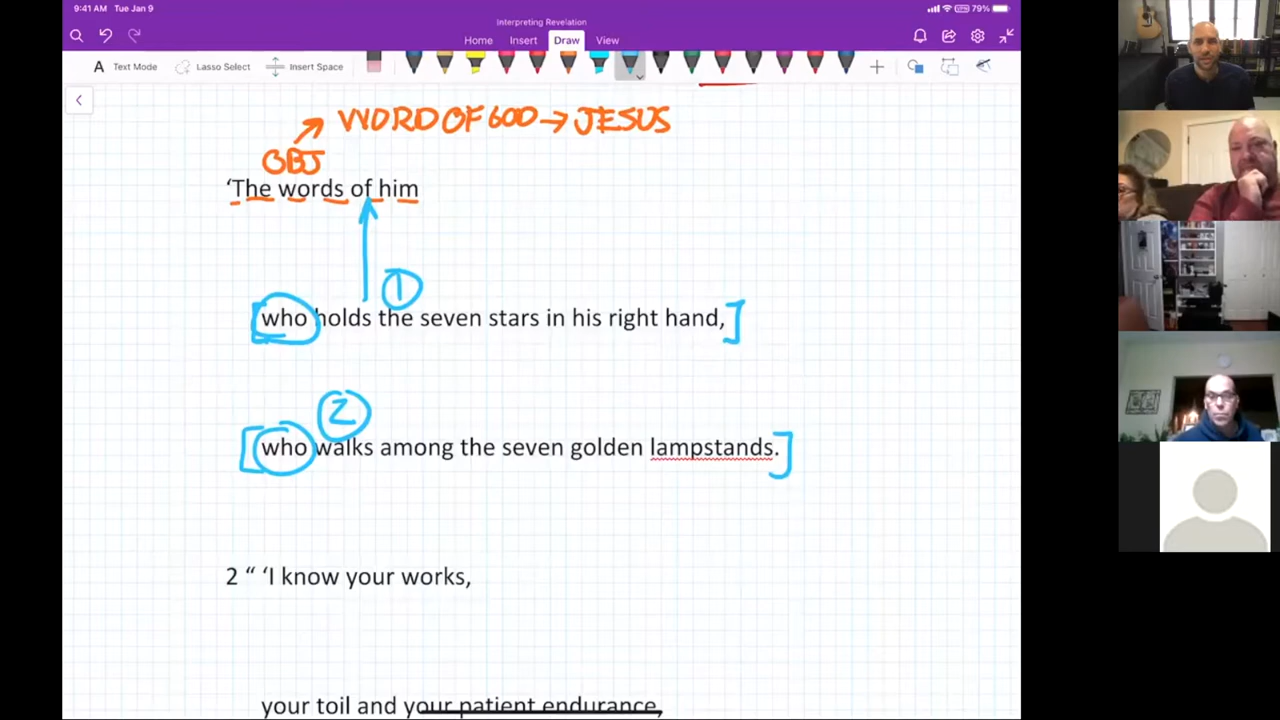 9:41 AM Tue Jan 9
79%
Interpreting Revelation
Home Insert Draw View
A Text Mode Lasso Select Insert Space
WORD OF GOD → JESUS
OBJ
‘The words of him
1
who holds the seven stars in his right hand,
2
who walks among the seven golden lampstands.
2 “ ‘I know your works,
your toil and your patient endurance,